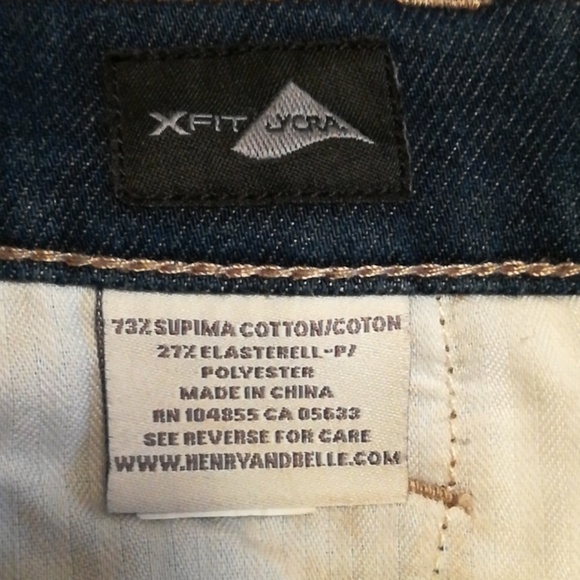 XFIT LYCRA.
73% SUPIMA COTTON/COTON
27% ELASTERELL-P/
POLYESTER
MADE IN CHINA
RN 104855 CA 05633
SEE REVERSE FOR CARE
WWW.HENRYANDBELLE.COM